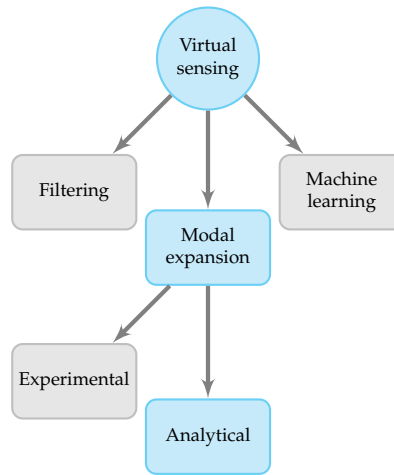 Virtual
sensing
Filtering
Machine
learning
Modal
expansion
Experimental
Analytical